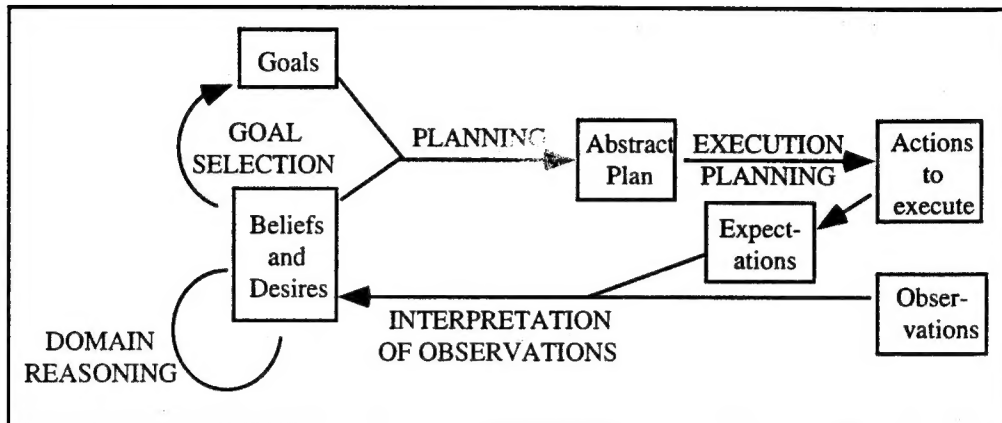 Goals
GOAL
SELECTION
PLANNING
Abstract
Plan
EXECUTION
PLANNING
Actions
to
execute
Beliefs
and
Desires
Expect-
ations
Obser-
vations
INTERPRETATION
OF OBSERVATIONS
DOMAIN
REASONING